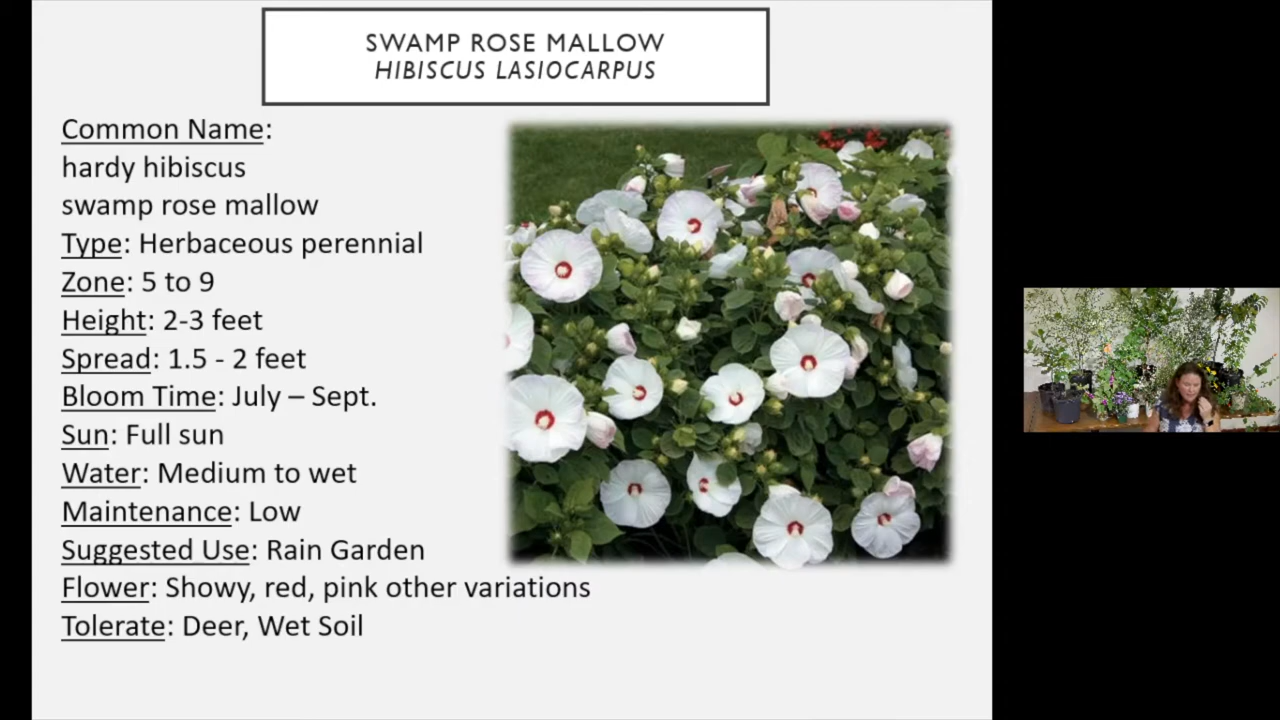 SWAMP ROSE MALLOW
HIBISCUS LASIOCARPUS
Common Name:
hardy hibiscus
swamp rose mallow
Type: Herbaceous perennial
Zone: 5 to 9
Height: 2-3 feet
Spread: 1.5 - 2 feet
Bloom Time: July – Sept.
Sun: Full sun
Water: Medium to wet
Maintenance: Low
Suggested Use: Rain Garden
Flower: Showy, red, pink other variations
Tolerate: Deer, Wet Soil